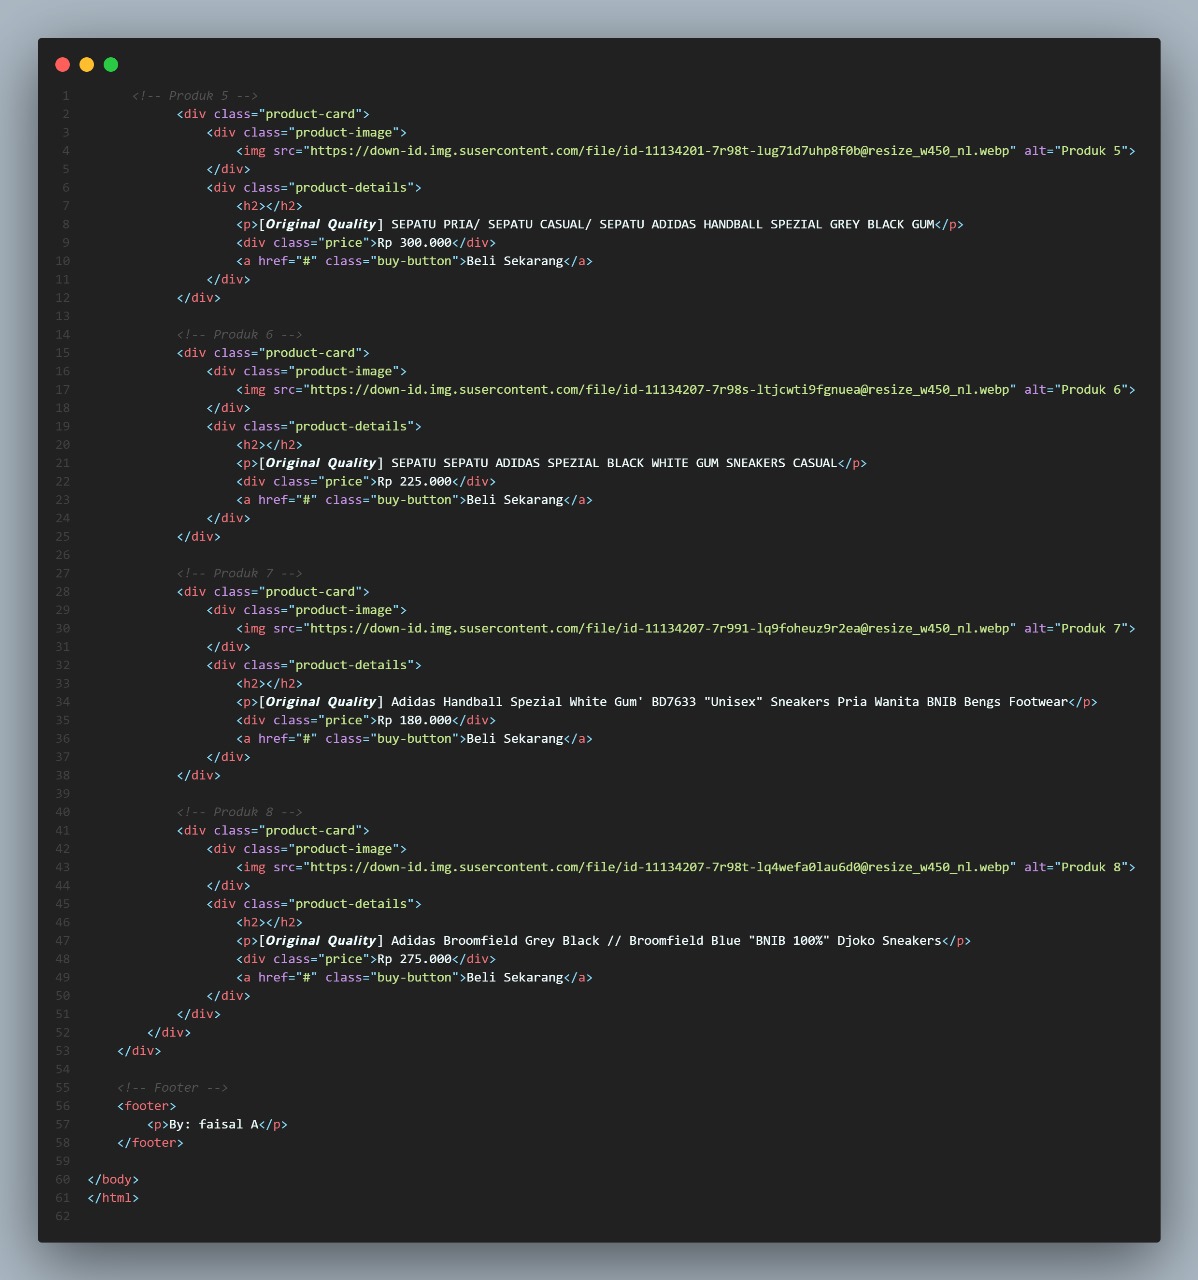 1 <!-- Produk 5 -->
2 <div class="product-card">
3 <div class="product-image">
4 <img src="https://down-id.img.susercontent.com/file/id-11134201-7r98t-lug71d7uhp8f0b@resize_w450_nl.webp" alt="Produk 5">
5 </div>
6 <div class="product-details">
7 <h2></h2>
8 <p>[Original Quality] SEPATU PRIA/ SEPATU CASUAL/ SEPATU ADIDAS HANDBALL SPEZIAL GREY BLACK GUM</p>
9 <div class="price">Rp 300.000</div>
10 <a href="#" class="buy-button">Beli Sekarang</a>
11 </div>
12 </div>
13
14 <!-- Produk 6 -->
15 <div class="product-card">
16 <div class="product-image">
17 <img src="https://down-id.img.susercontent.com/file/id-11134207-7r98s-ltjcwti9fgnuea@resize_w450_nl.webp" alt="Produk 6">
18 </div>
19 <div class="product-details">
20 <h2></h2>
21 <p>[Original Quality] SEPATU SEPATU ADIDAS SPEZIAL BLACK WHITE GUM SNEAKERS CASUAL</p>
22 <div class="price">Rp 225.000</div>
23 <a href="#" class="buy-button">Beli Sekarang</a>
24 </div>
25 </div>
26
27 <!-- Produk 7 -->
28 <div class="product-card">
29 <div class="product-image">
30 <img src="https://down-id.img.susercontent.com/file/id-11134207-7r991-lq9foheuz9r2ea@resize_w450_nl.webp" alt="Produk 7">
31 </div>
32 <div class="product-details">
33 <h2></h2>
34 <p>[Original Quality] Adidas Handball Spezial White Gum' BD7633 "Unisex" Sneakers Pria Wanita BNIB Bengs Footwear</p>
35 <div class="price">Rp 180.000</div>
36 <a href="#" class="buy-button">Beli Sekarang</a>
37 </div>
38 </div>
39
40 <!-- Produk 8 -->
41 <div class="product-card">
42 <div class="product-image">
43 <img src="https://down-id.img.susercontent.com/file/id-11134207-7r98t-lq4wefa0lau6d0@resize_w450_nl.webp" alt="Produk 8">
44 </div>
45 <div class="product-details">
46 <h2></h2>
47 <p>[Original Quality] Adidas Broomfield Grey Black // Broomfield Blue "BNIB 100%" Djoko Sneakers</p>
48 <div class="price">Rp 275.000</div>
49 <a href="#" class="buy-button">Beli Sekarang</a>
50 </div>
51 </div>
52 </div>
53 </div>
54
55 <!-- Footer -->
56 <footer>
57 <p>By: faisal A</p>
58 </footer>
59
60 </body>
61 </html>
62